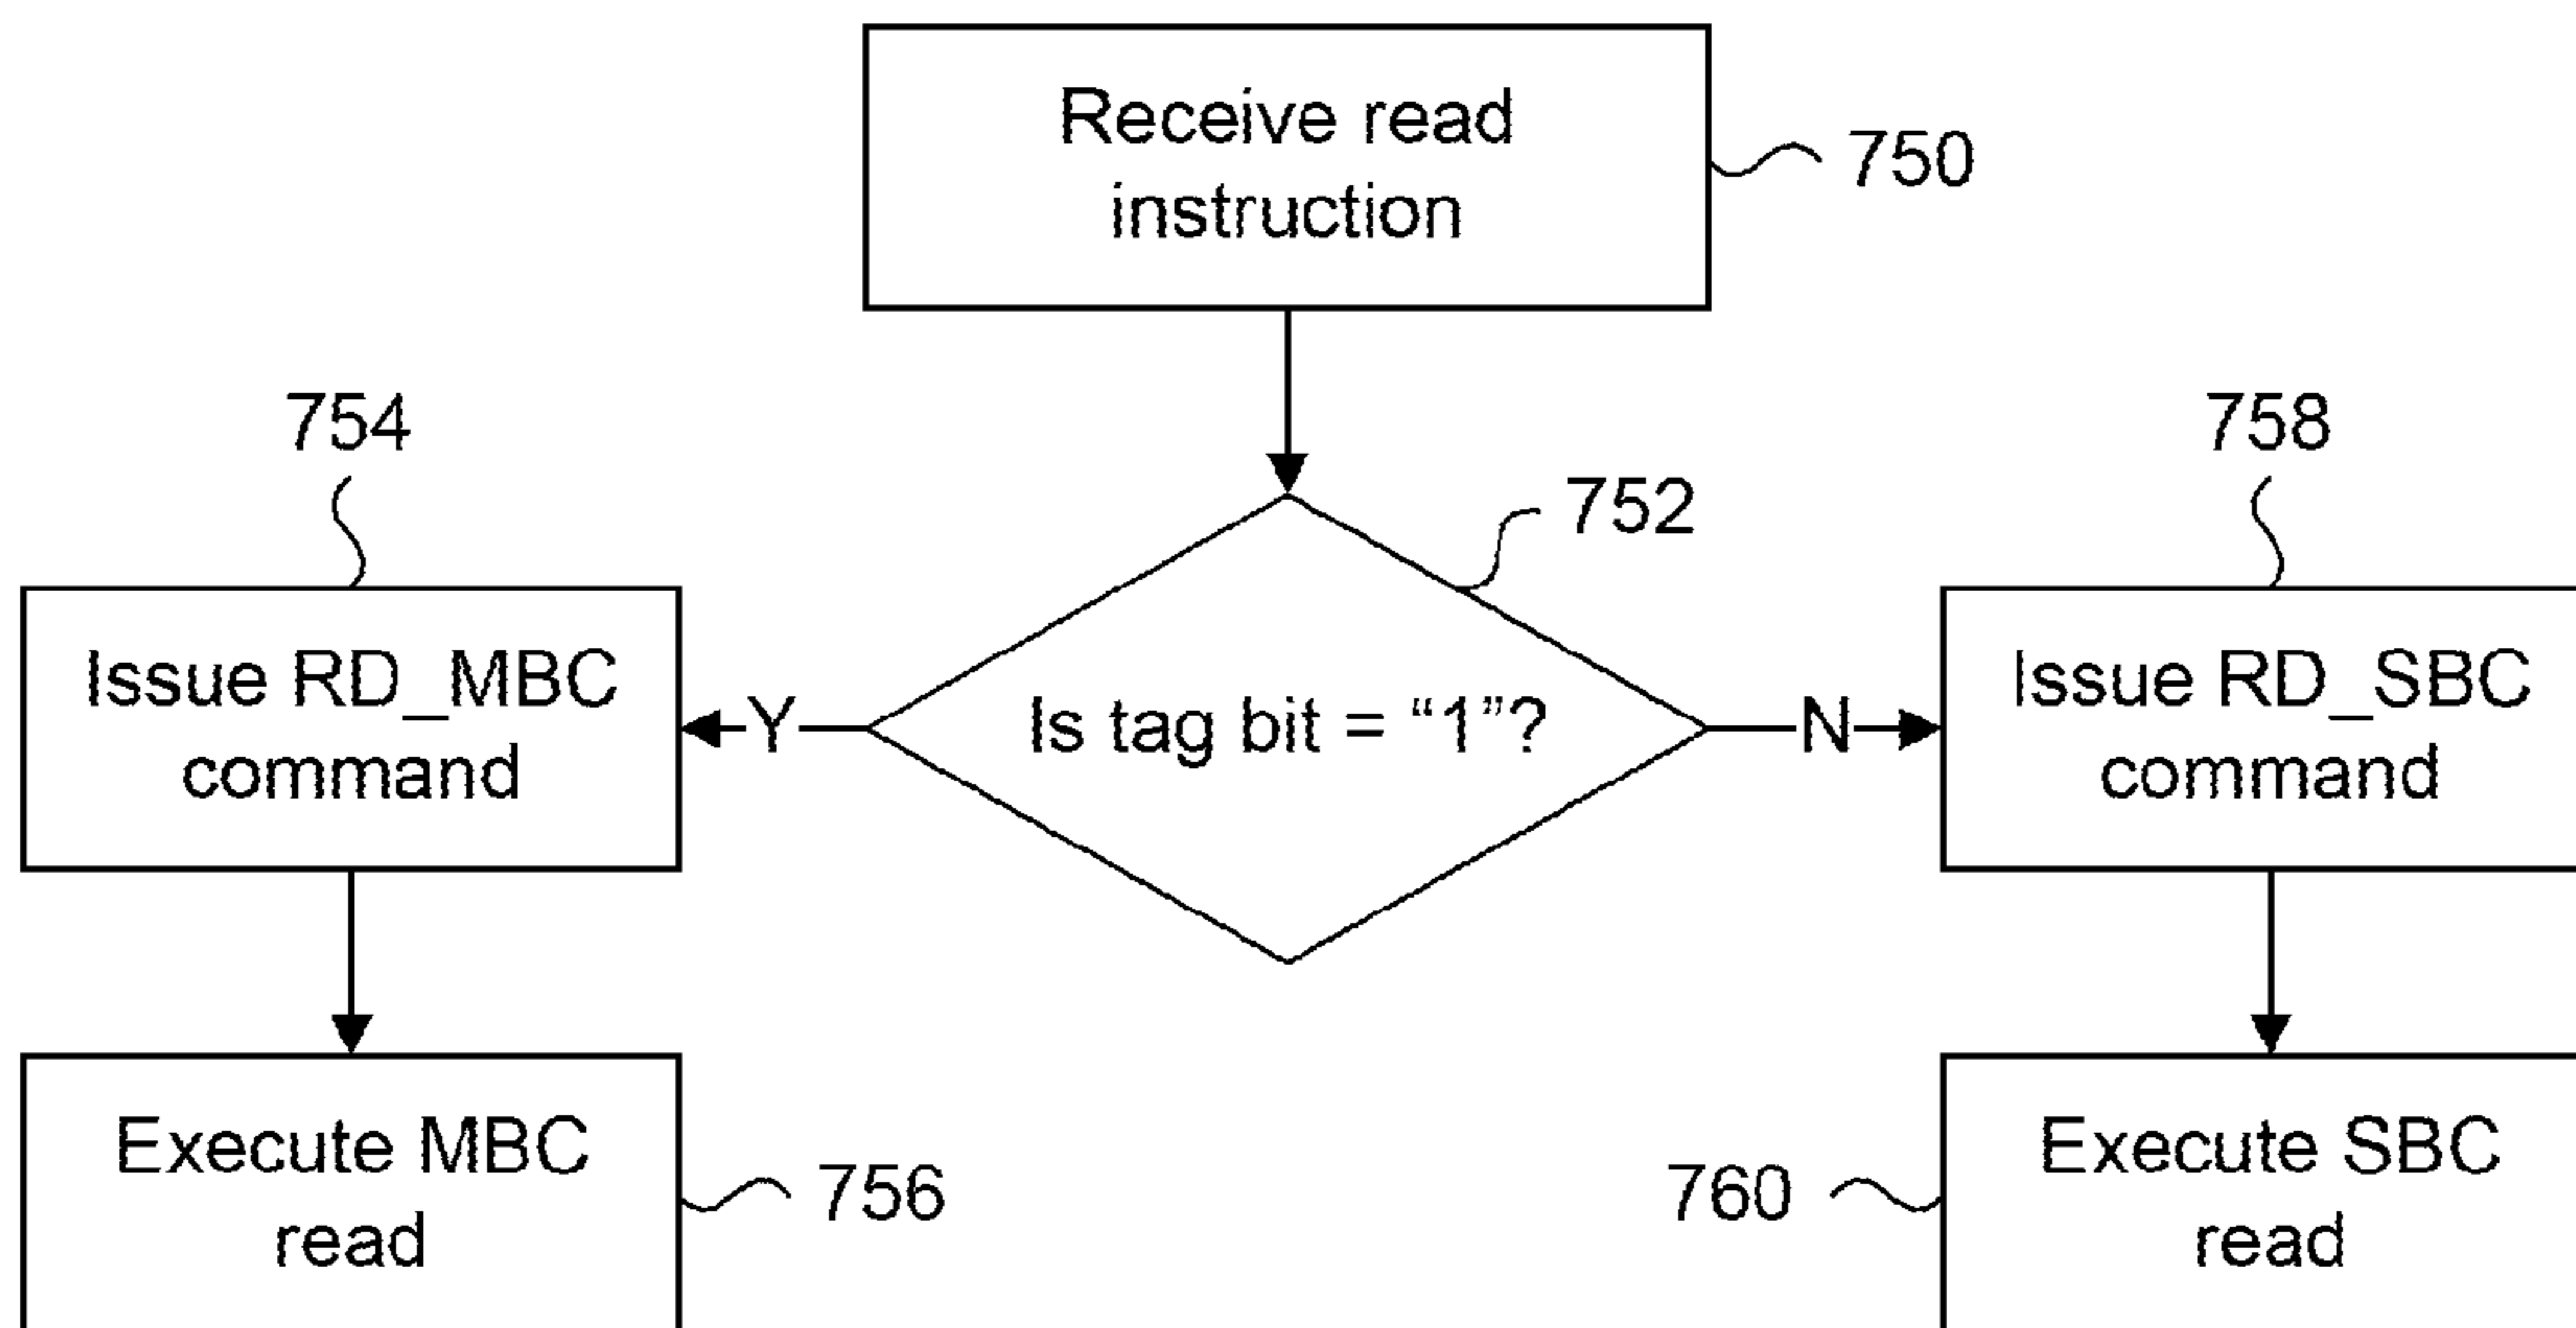 Receive read
instruction
750
754
758
752
Issue RD_MBC
command
Y
Is tag bit = “1”?
N
Issue RD_SBC
command
Execute MBC
read
756
760
Execute SBC
read